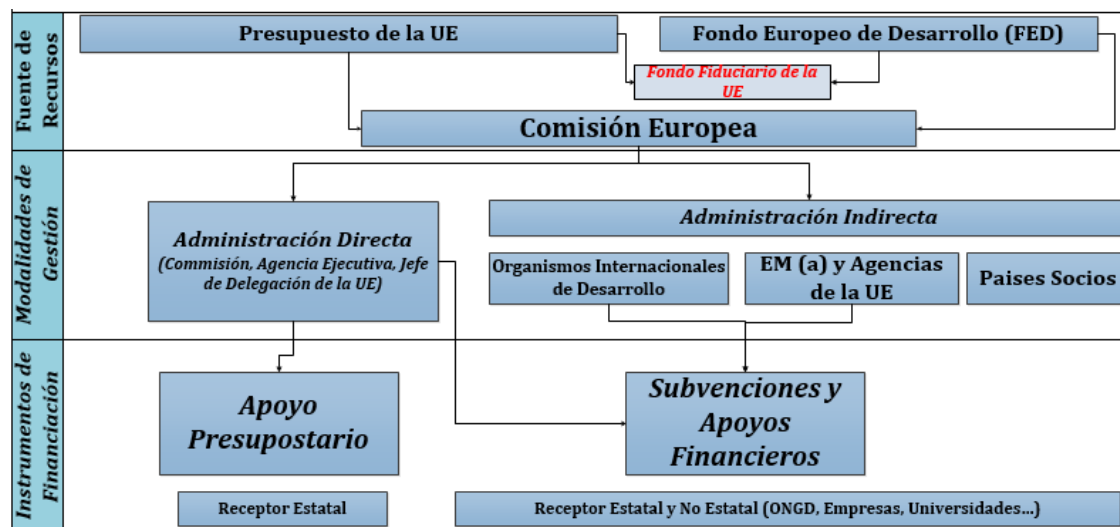 Fuente de
Recursos
Presupuesto de la UE
Fondo Europeo de Desarrollo (FED)
Fondo Fiduciario de la
UE
Comisión Europea
Modalidades de
Gestión
Administración Directa
(Commisión, Agencia Ejecutiva, Jefe
de Delegación de la UE)
Administración Indirecta
Organismos Internacionales
de Desarrollo
EM (a) y Agencias
de la UE
Paises Socios
Instrumentos de
Financiación
Apoyo
Presupostario
Subvenciones y
Apoyos
Financieros
Receptor Estatal
Receptor Estatal y No Estatal (ONGD, Empresas, Universidades...)